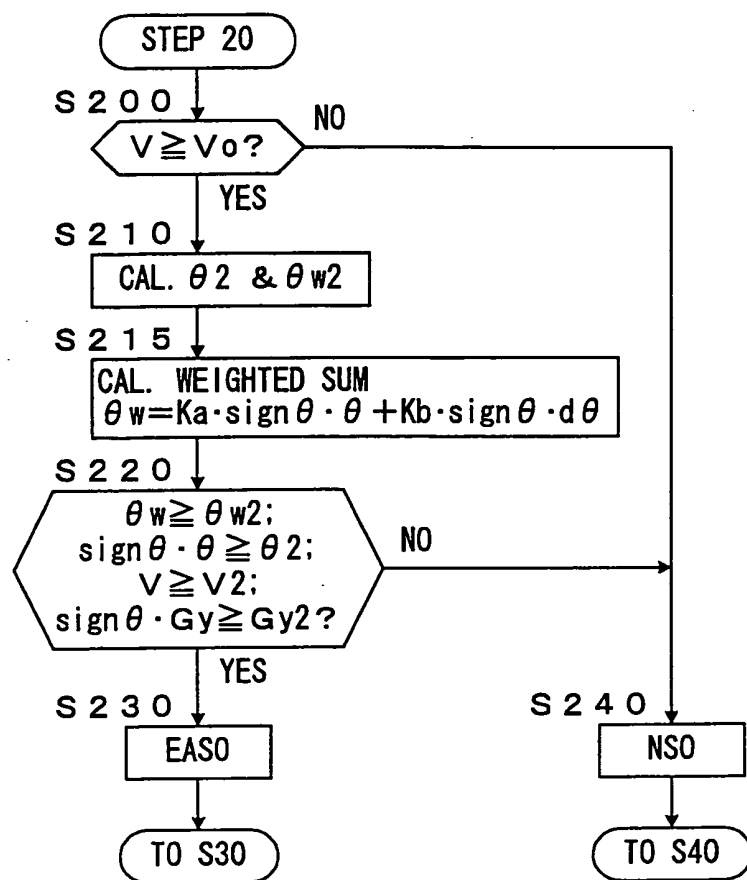 STEP 20
S200
V≧Vo?
NO
YES
S210
CAL. θ2 & θw2
S215
CAL. WEIGHTED SUM
θw=Ka·signθ·θ+Kb·signθ·dθ
S220
θw≧θw2;
signθ·θ≧θ2;
V≧V2;
signθ·Gy≧Gy2?
NO
YES
S230
EASO
S240
NSO
TO S30
TO S40